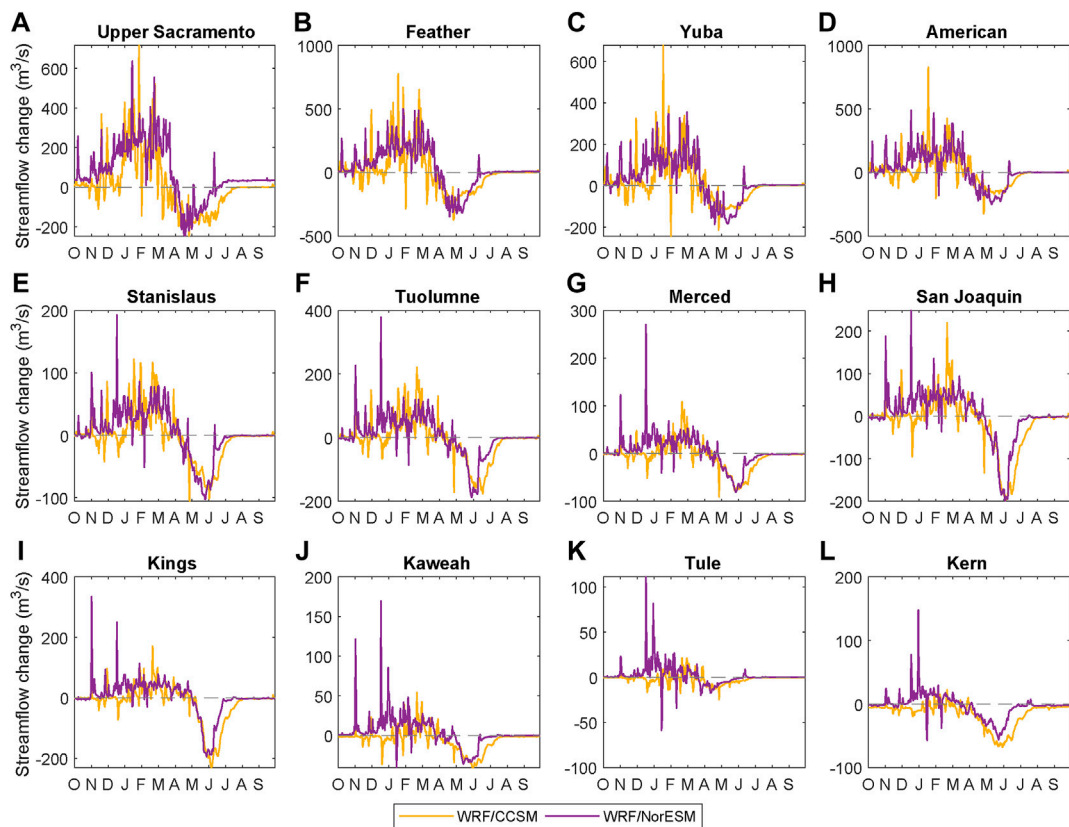 A Upper Sacramento
B Feather
C Yuba
D American
Streamflow change (m³/s)
600
400
200
0
-200
O N D J F M A M J J A S
1000
500
0
-500
O N D J F M A M J J A S
600
400
200
0
-200
O N D J F M A M J J A S
1000
500
0
-500
O N D J F M A M J J A S
E Stanislaus
F Tuolumne
G Merced
H San Joaquin
Streamflow change (m³/s)
200
100
0
-100
O N D J F M A M J J A S
400
200
0
-200
O N D J F M A M J J A S
300
200
100
0
100
O N D J F M A M J J A S
200
100
0
-100
-200
O N D J F M A M J J A S
I Kings
J Kaweah
K Tule
L Kern
Streamflow change (m³/s)
400
200
0
-200
O N D J F M A M J J A S
200
150
100
50
0
O N D J F M A M J J A S
100
50
0
-50
-100
O N D J F M A M J J A S
200
100
0
-100
O N D J F M A M J J A S
WRF/CCSM WRF/NorESM